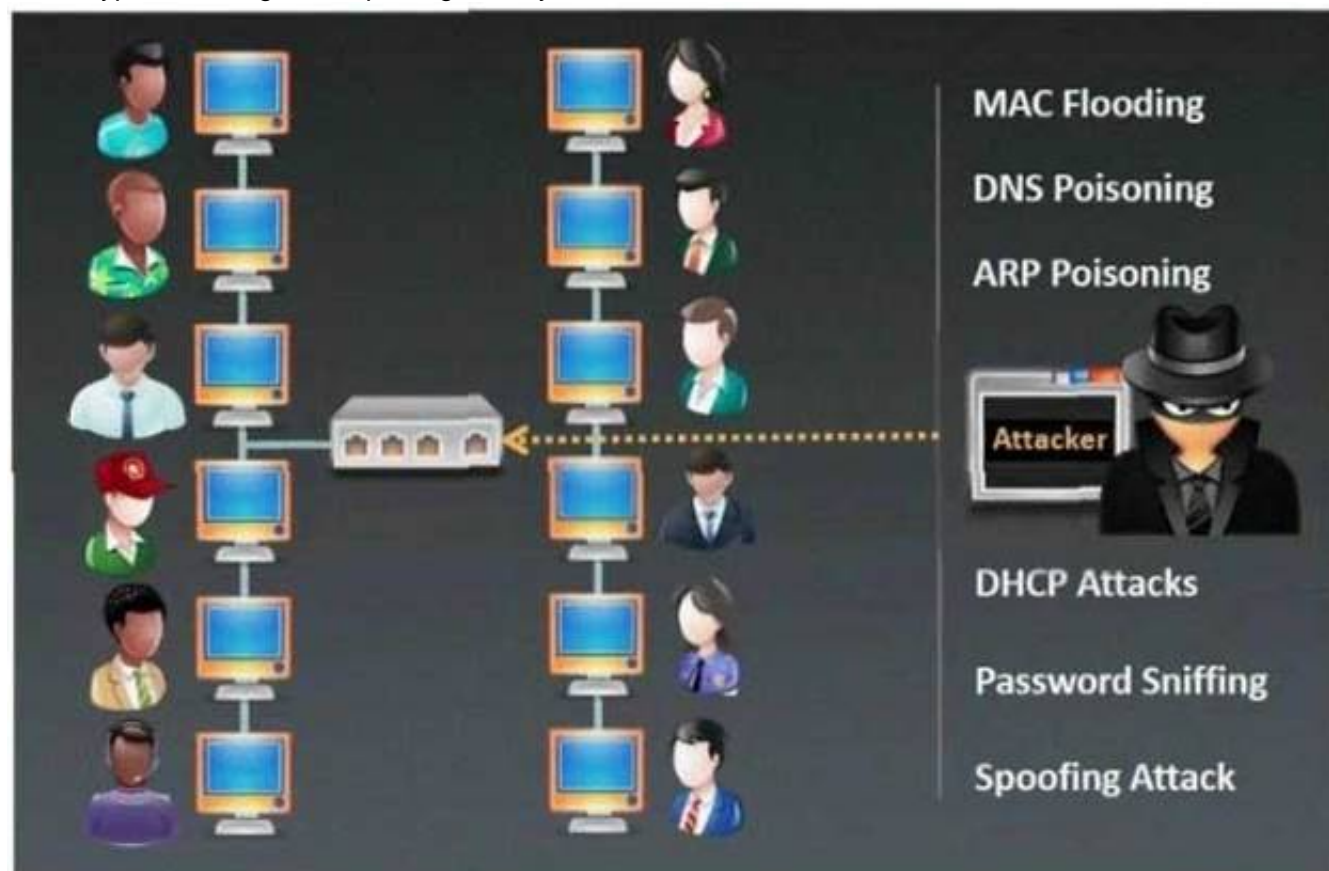 MAC Flooding
DNS Poisoning
ARP Poisoning
Attacker
DHCP Attacks
Password Sniffing
Spoofing Attack